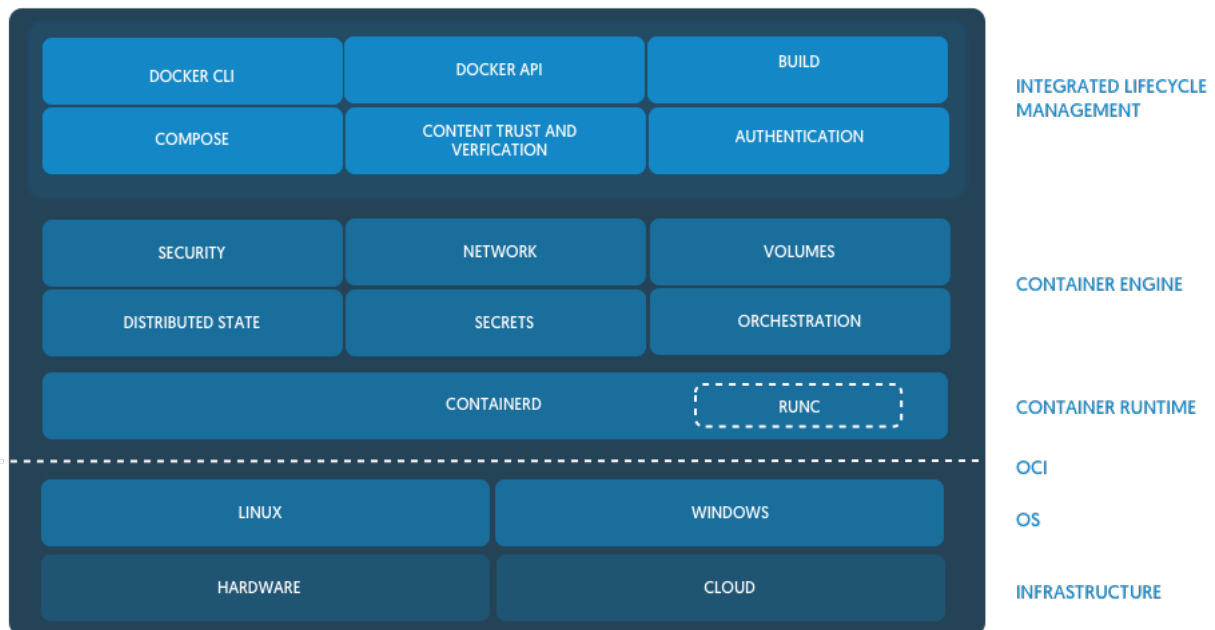 DOCKER CLI
DOCKER API
BUILD
INTEGRATED LIFECYCLE
MANAGEMENT
COMPOSE
CONTENT TRUST AND
VERFICATION
AUTHENTICATION
SECURITY
NETWORK
VOLUMES
CONTAINER ENGINE
DISTRIBUTED STATE
SECRETS
ORCHESTRATION
CONTAINERD
RUNC
CONTAINER RUNTIME
OCI
LINUX
WINDOWS
OS
HARDWARE
CLOUD
INFRASTRUCTURE